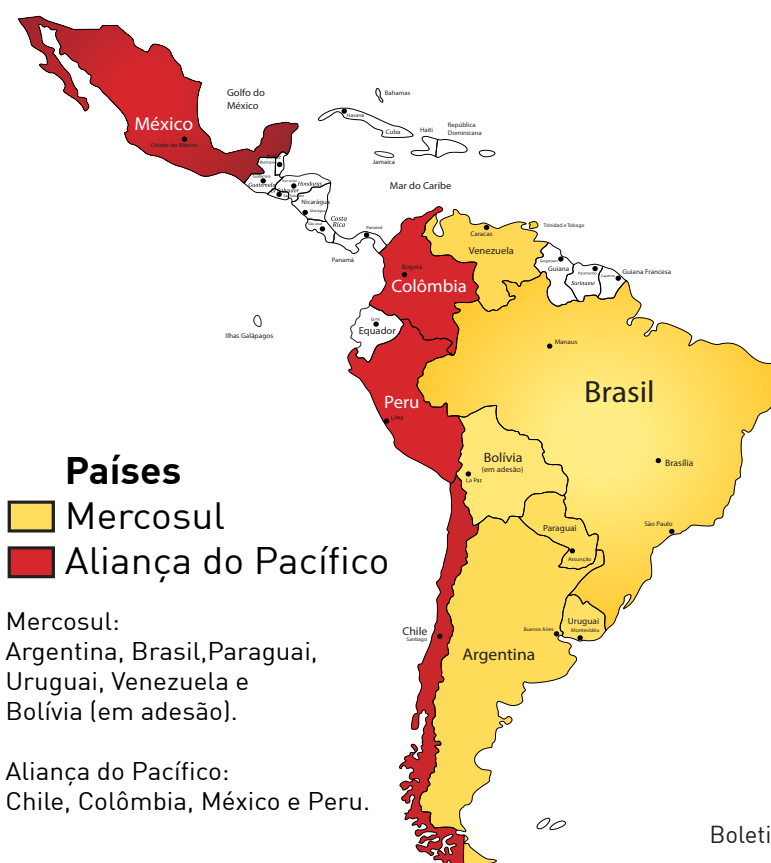 Golfo do
México
Bahamas
Havana
Cuba
Haiti
República
Dominicana
Jamaica
México
Cidade do México
Mar do Caribe
Guatemala
Honduras
Nicarágua
Manágua
Costa
Rica
Panamá
Panamá
Caracas
Trinidad e Tobago
Venezuela
Bogotá
Colômbia
Guiana
Suriname
Guiana Francesa
Quito
Equador
Ilhas Galápagos
Manaus
Brasil
Peru
Lima
Bolívia
(em adesão)
La Paz
Brasília
São Paulo
Paraguai
Assunção
Uruguai
Montevidéu
Buenos Aires
Chile
Santiago
Argentina
Países
Mercosul
Aliança do Pacífico
Mercosul:
Argentina, Brasil,Paraguai,
Uruguai, Venezuela e
Bolívia (em adesão).
Aliança do Pacífico:
Chile, Colômbia, México e Peru.
Boleti